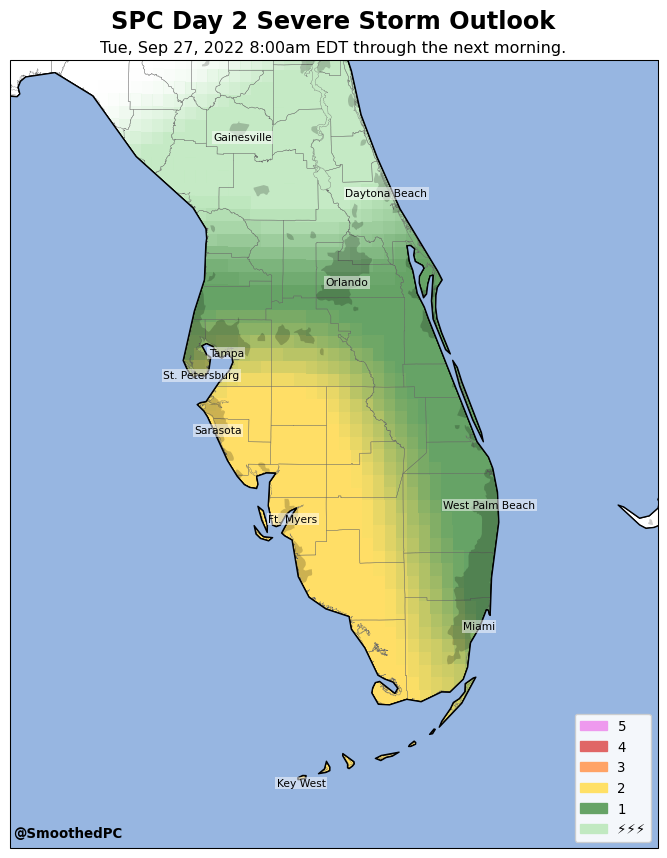 SPC Day 2 Severe Storm Outlook
Tue, Sep 27, 2022 8:00am EDT through the next morning.
Gainesville
Daytona Beach
Orlando
Tampa
St. Petersburg
Sarasota
West Palm Beach
Ft. Myers
Miami
Key West
5
4
3
2
1
⚡⚡⚡
@SmoothedPC